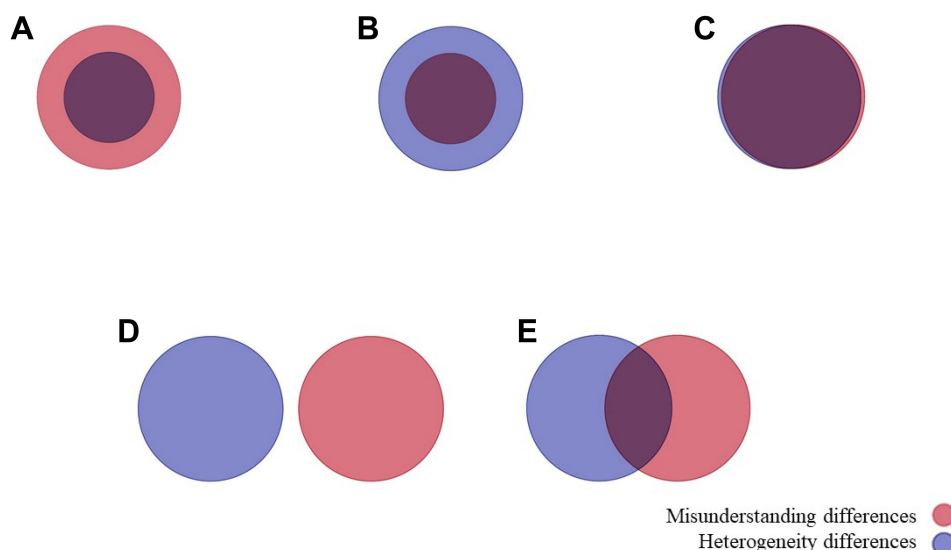 A
B
C
D
E
Misunderstanding differences
Heterogeneity differences